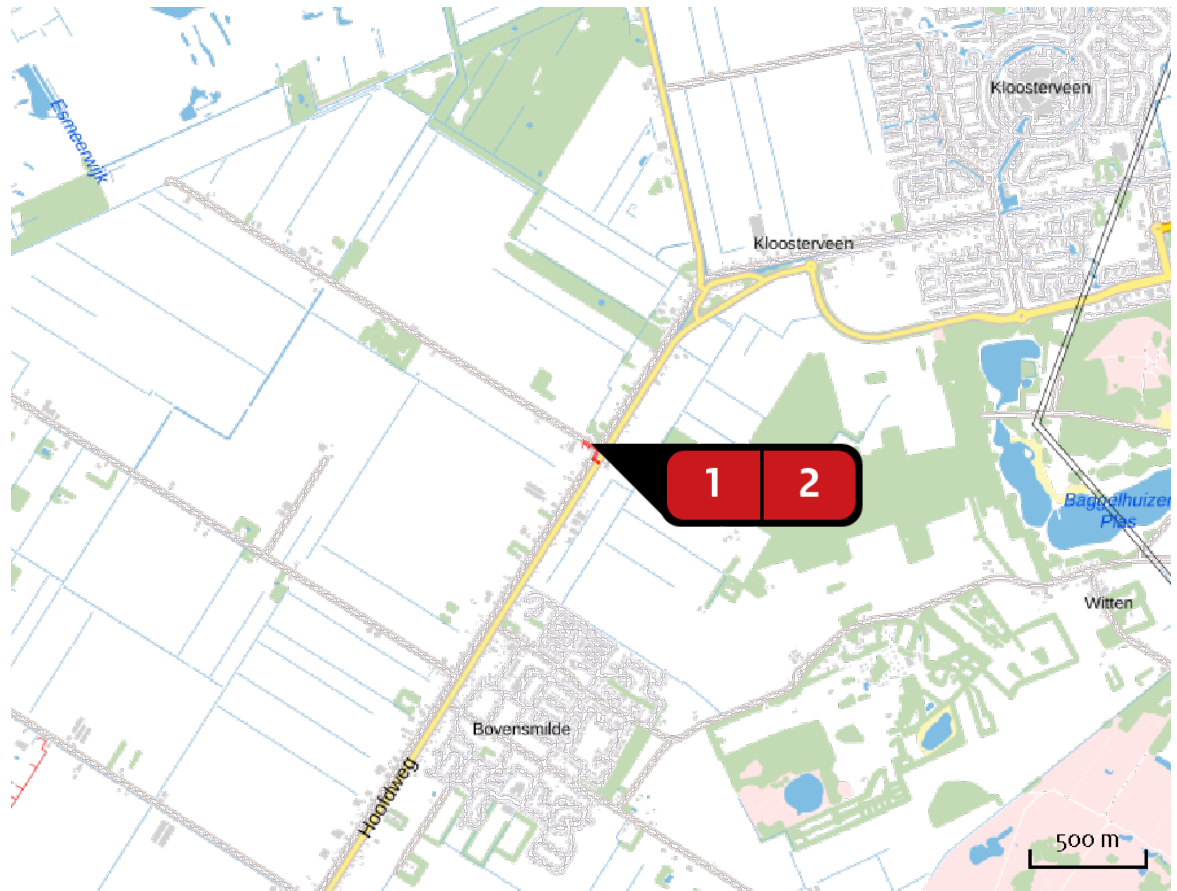 Kloosterveen
Esmeerwijk
Kloosterveen
1 2
Baggelhuizer
Plas
Witten
Bovensmilde
Hoofdweg
500 m